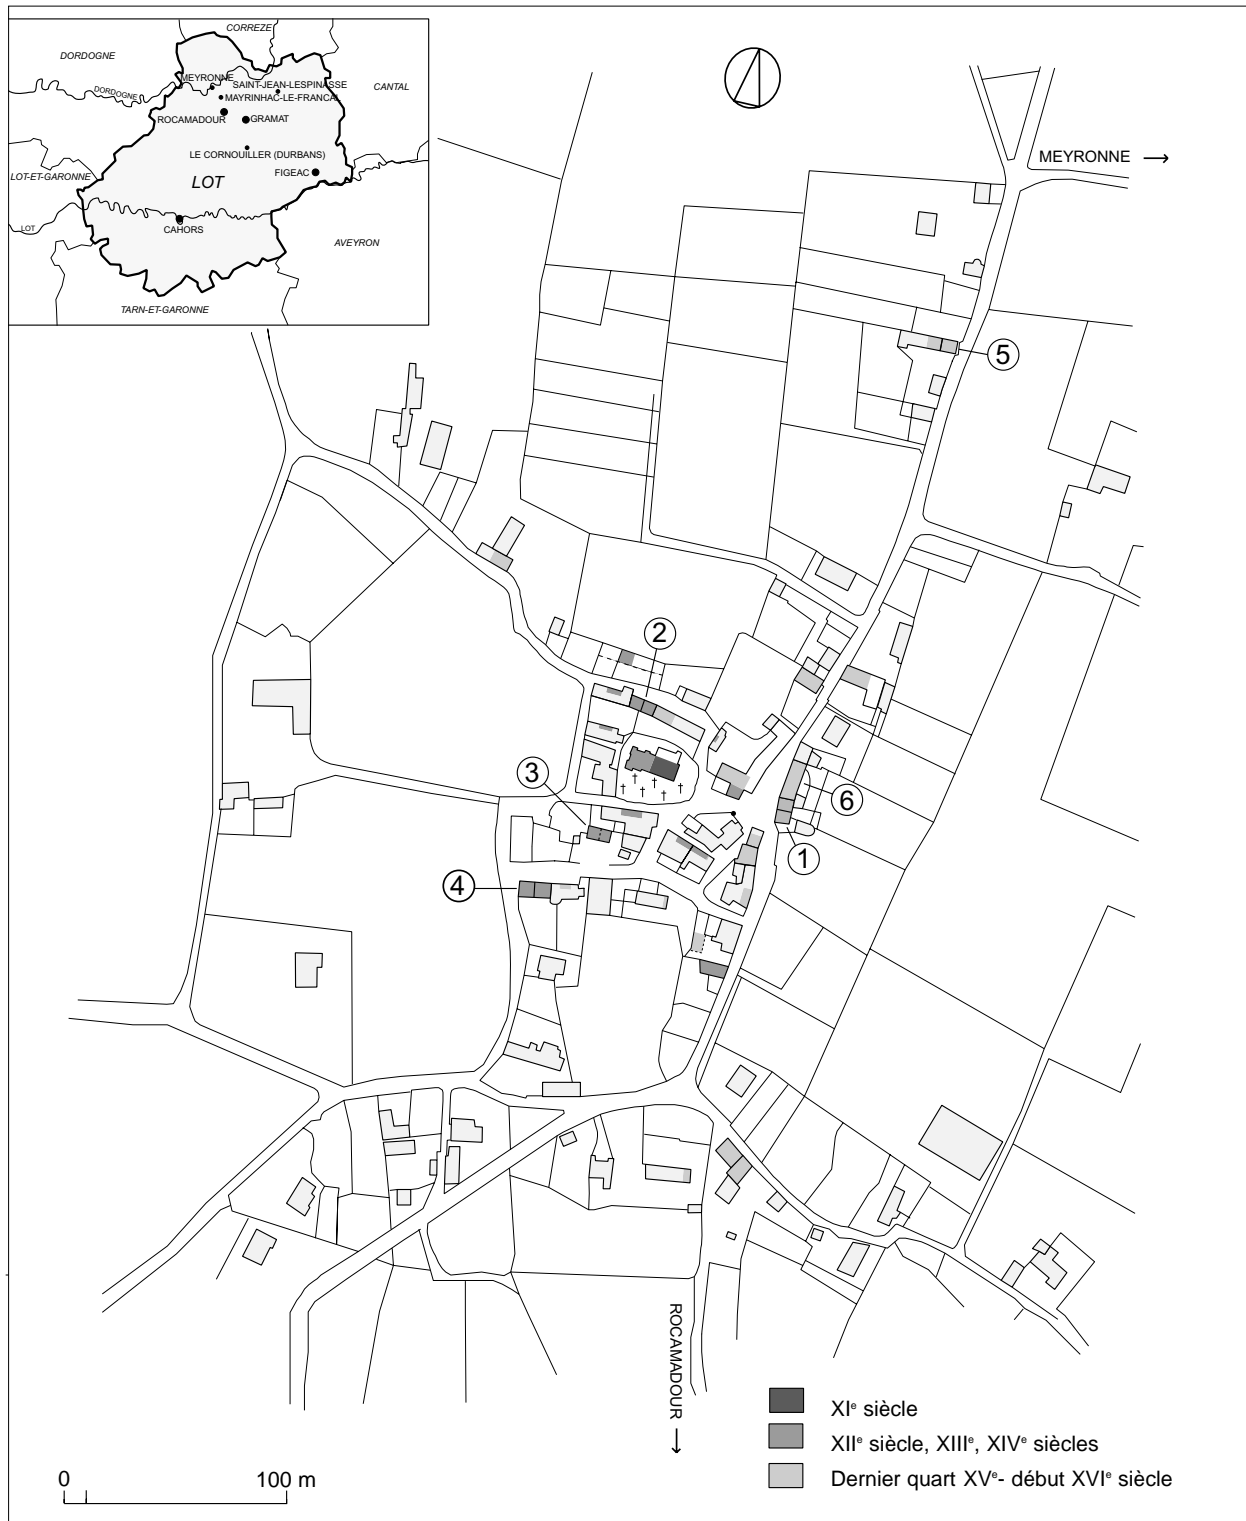 CORREZE
DORDOGNE
MEYRONNE
SAINT-JEAN-LESPINASSE
CANTAL
DORDOGNE
MAYRINHAC-LE-FRANCAL
ROCAMADOUR
GRAMAT
LE CORNOUILLER (DURBANS)
LOT-ET-GARONNE
LOT
FIGEAC
LOT
CAHORS
AVEYRON
TARN-ET-GARONNE
MEYRONNE →
5
2
3
6
1
4
ROCAMADOUR →
XIe siècle
XIIe siècle, XIIIe, XIVe siècles
Dernier quart XVe- début XVIe siècle
0 100 m